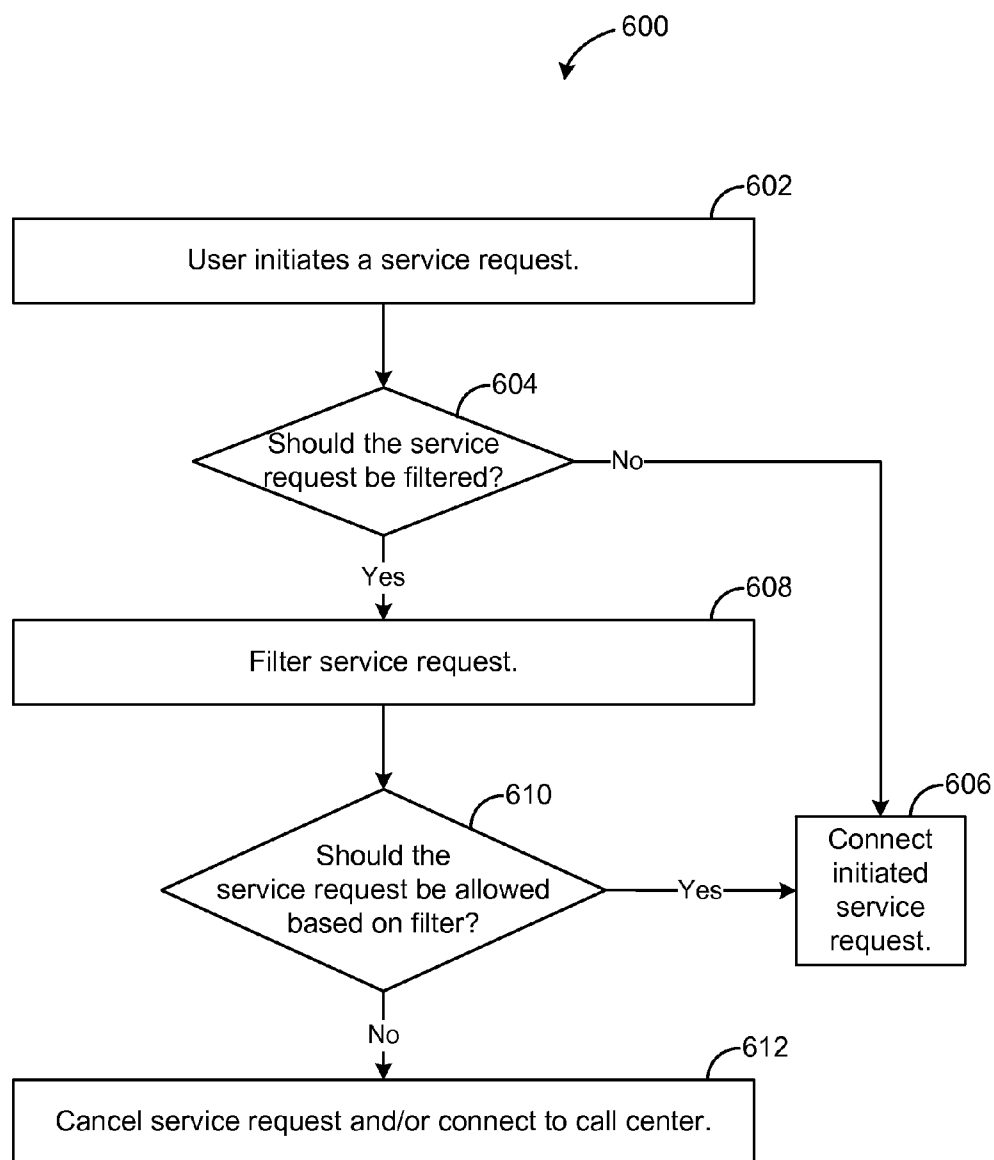 600
602
User initiates a service request.
604
Should the service
request be filtered?
No
Yes
608
Filter service request.
610
Should the
service request be allowed
based on filter?
Yes
606
Connect
initiated
service
request.
No
612
Cancel service request and/or connect to call center.